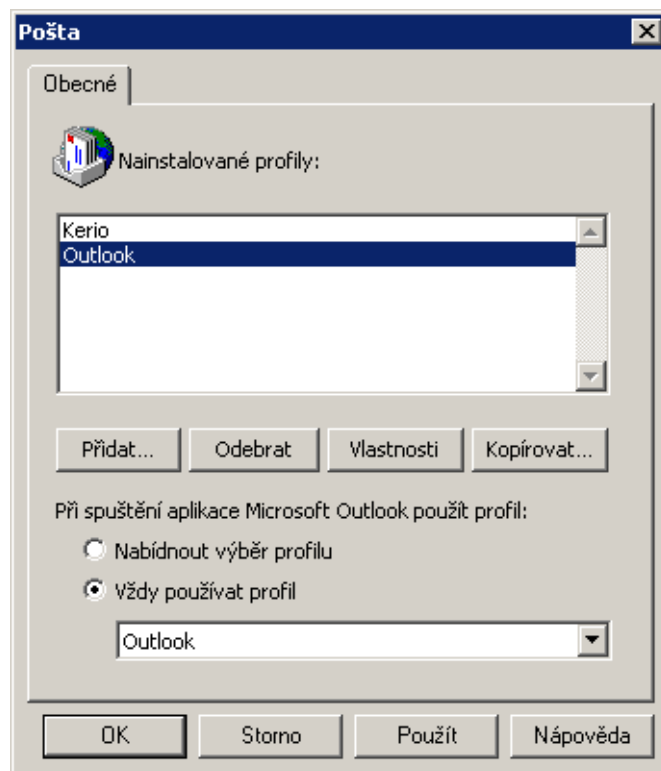 Pošta
Obecné
Nainstalované profily:
Kerio
Outlook
Přidat... Odebrat Vlastnosti Kopírovat...
Při spuštění aplikace Microsoft Outlook použít profil:
Nabídnout výběr profilu
Vždy používat profil
Outlook
OK Storno Použít Nápověda